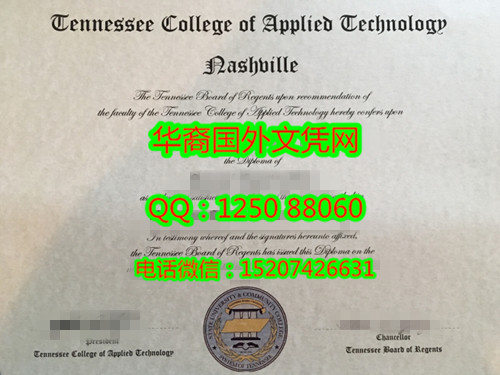 Tennessee College of Applied Technology
Nashville
The Tennessee Board of Regents upon recommendation of
the faculty of the Tennessee College of Applied Technology hereby confers upon
华裔国外文凭网
the Diploma of
QQ：1250 88060
In testimony whereof and the signatures hereunto affixed,
the Tennessee Board of Regents has issued this Diploma on the
电话微信：15207426631
President
Tennessee College of Applied Technology
Chancellor
Tennessee Board of Regents